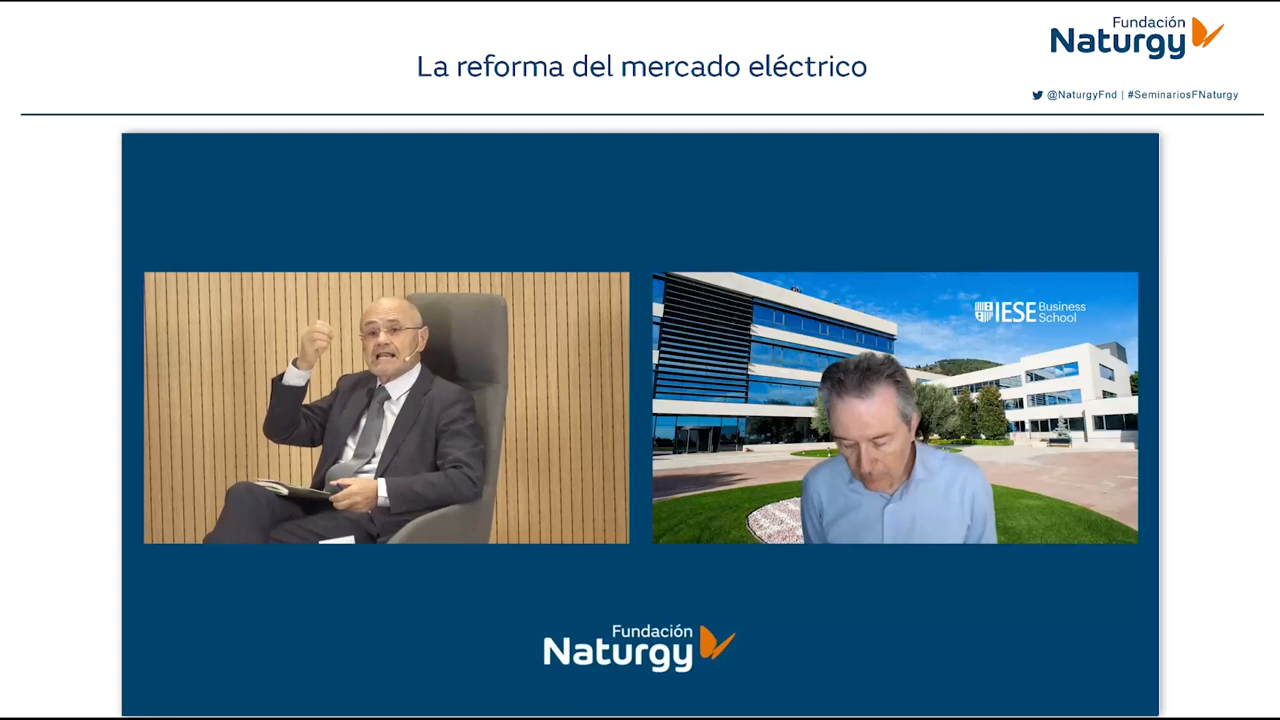 La reforma del mercado eléctrico
Fundación
Naturgy
@NaturgyFnd | #SeminariosFNaturgy
IESE Business
School
Fundación
Naturgy